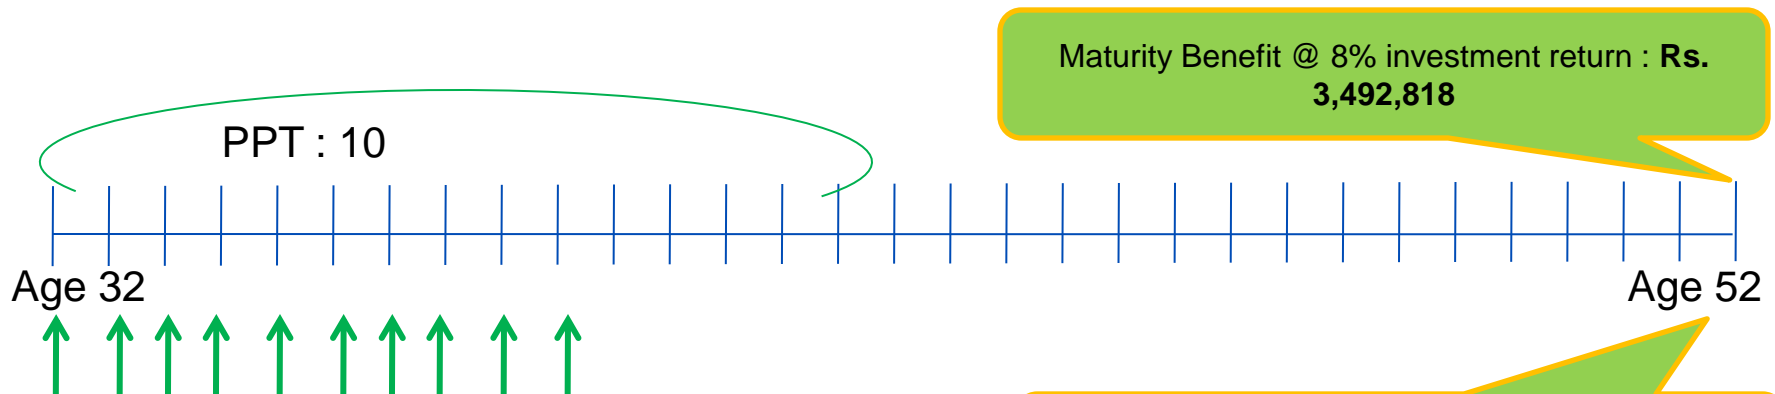 Maturity Benefit @ 8% investment return : Rs.
3,492,818
PPT : 10
Age 32
Age 52